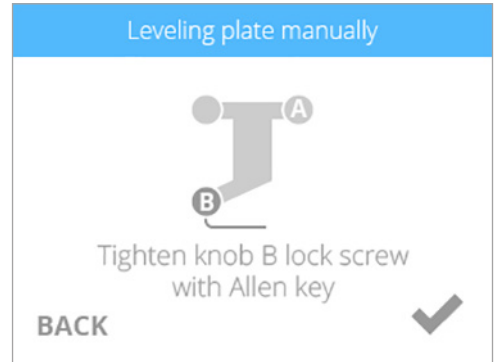 Leveling plate manually
A
B
Tighten knob B lock screw
with Allen key
BACK